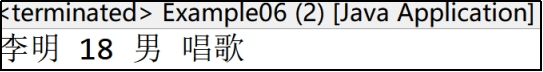 <terminated> Example06 (2) [Java Application]
李明 18 男 唱歌